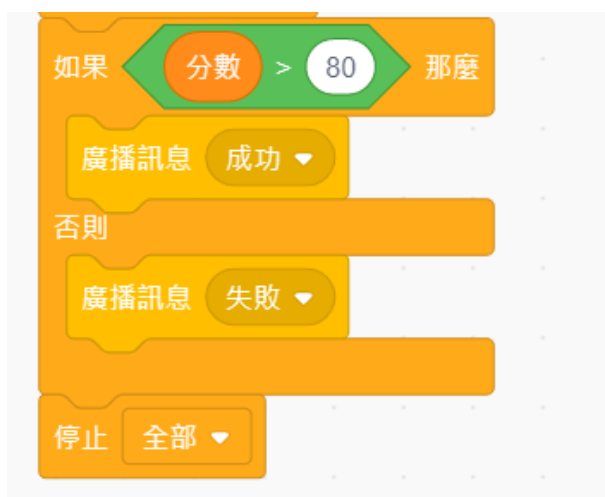 如果 分數 > 80 那麼
廣播訊息 成功
否則
廣播訊息 失敗
停止 全部